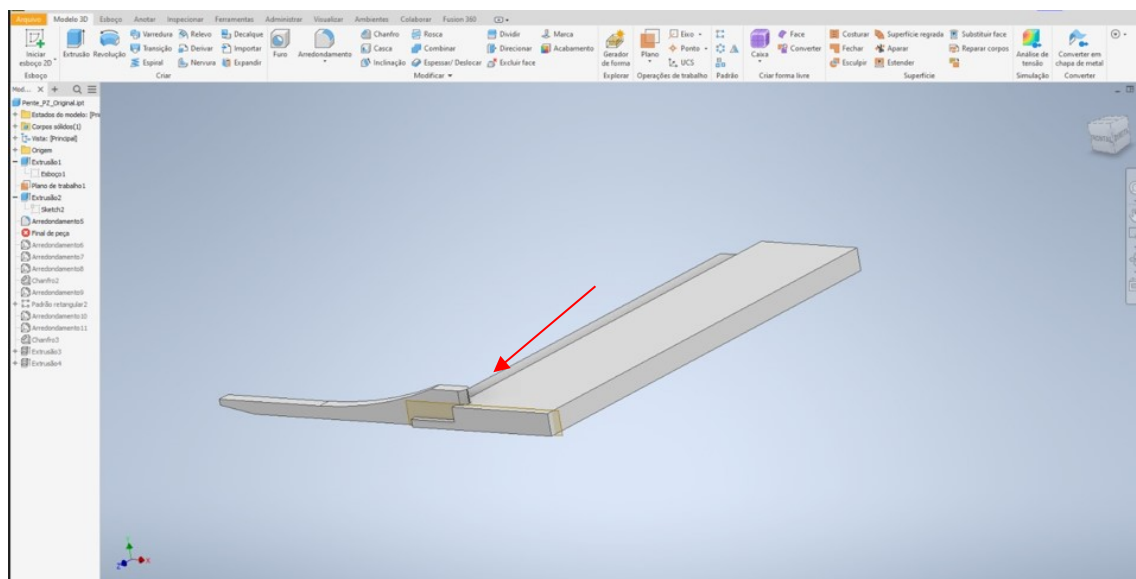 Arquivo Modelo 3D Esboço Anotar Inspecionar Ferramentas Administrar Visualizar Ambientes Colaborar Fusion 360
Varredura Relevo Decalque Chanfro Rosca Dividir Marca Eixo Face Costurar Superfície regrada Substituir face
Transição Derivar Importar Casca Combinar Direcionar Acabamento Ponto Converter Fechar Aparar Reparar corpos
Iniciar esboço 2D Extrusão Revolução Espiral Nervura Expandir Furo Arredondamento Inclinação Espessar/ Deslocar Excluir face Gerador de forma Plano UCS Caixa Esculpir Estender Análise de tensão Converter em chapa de metal
Esboço Criar Modificar Explorar Operações de trabalho Padrão Criar forma livre Superfície Simulação Converter
Mod... × +
Pente_PZ_Original.ipt
Estados do modelo: [Pri
Corpos sólidos(1)
Vista: [Principal]
Origem
Extrusão1
Esboço1
Plano de trabalho1
Extrusão2
Sketch2
Arredondamento5
Final de peça
Arredondamento6
Arredondamento7
Arredondamento8
Chanfro2
Arredondamento9
Padrão retangular2
Arredondamento10
Arredondamento11
Chanfro3
Extrusão3
Extrusão4